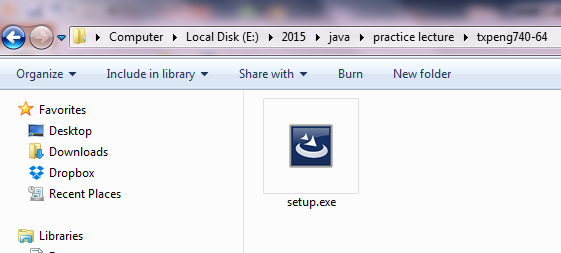 Computer Local Disk (E:) 2015 java practice lecture txpeng740-64
Organize Include in library Share with Burn New folder
Favorites
Desktop
Downloads
Dropbox
Recent Places
setup.exe
Libraries